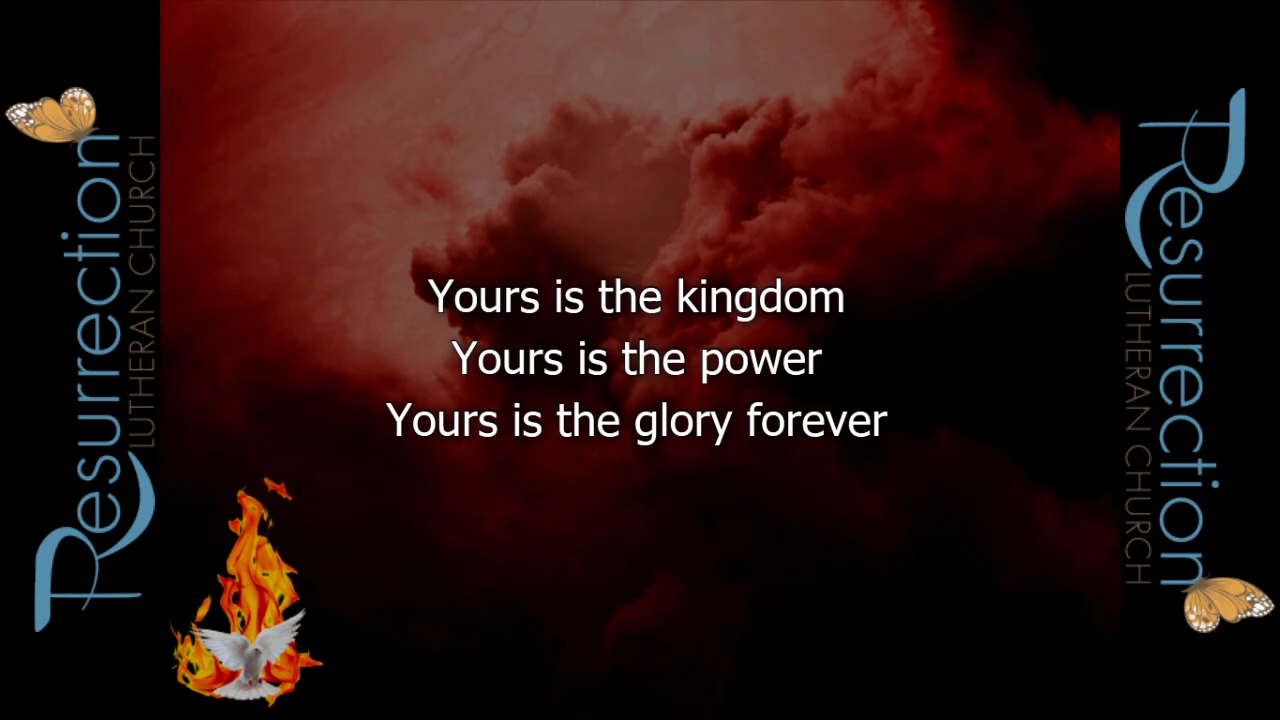 Resurrection
LUTHERAN CHURCH
Yours is the kingdom
Yours is the power
Yours is the glory forever
Resurrection
LUTHERAN CHURCH